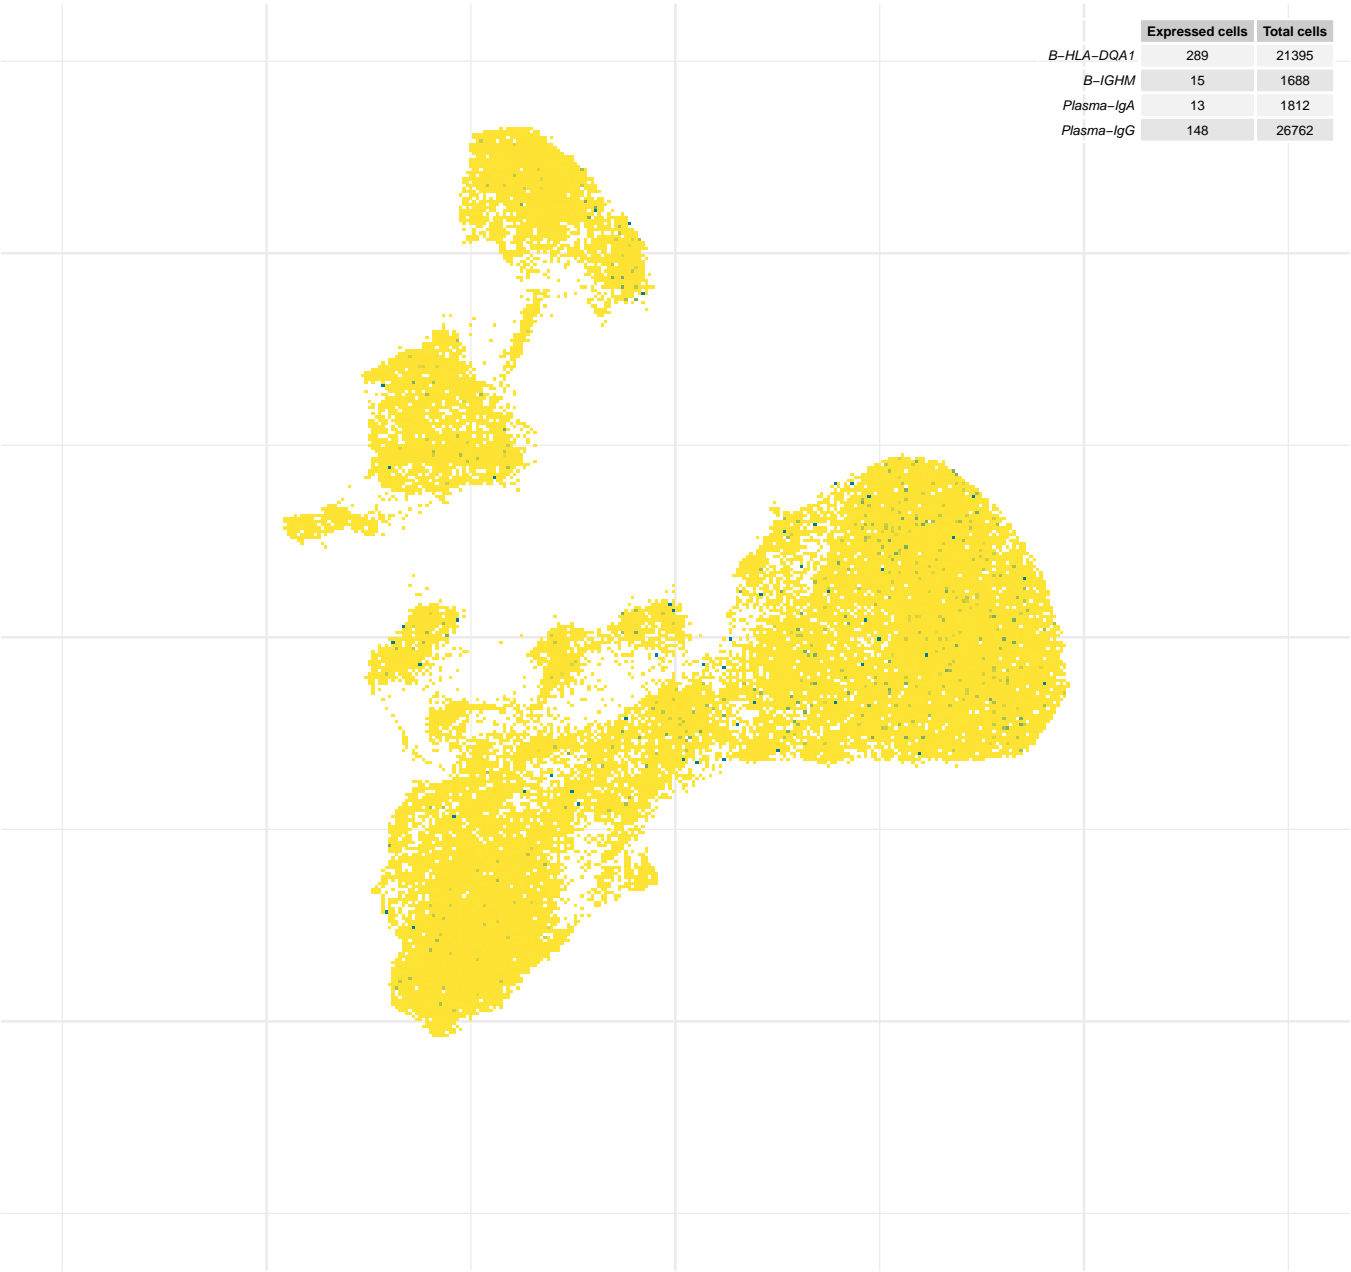 Expressed cells Total cells
B−HLA−DQA1 289 21395
B−IGHM 15 1688
Plasma−IgA 13 1812
Plasma−IgG 148 26762